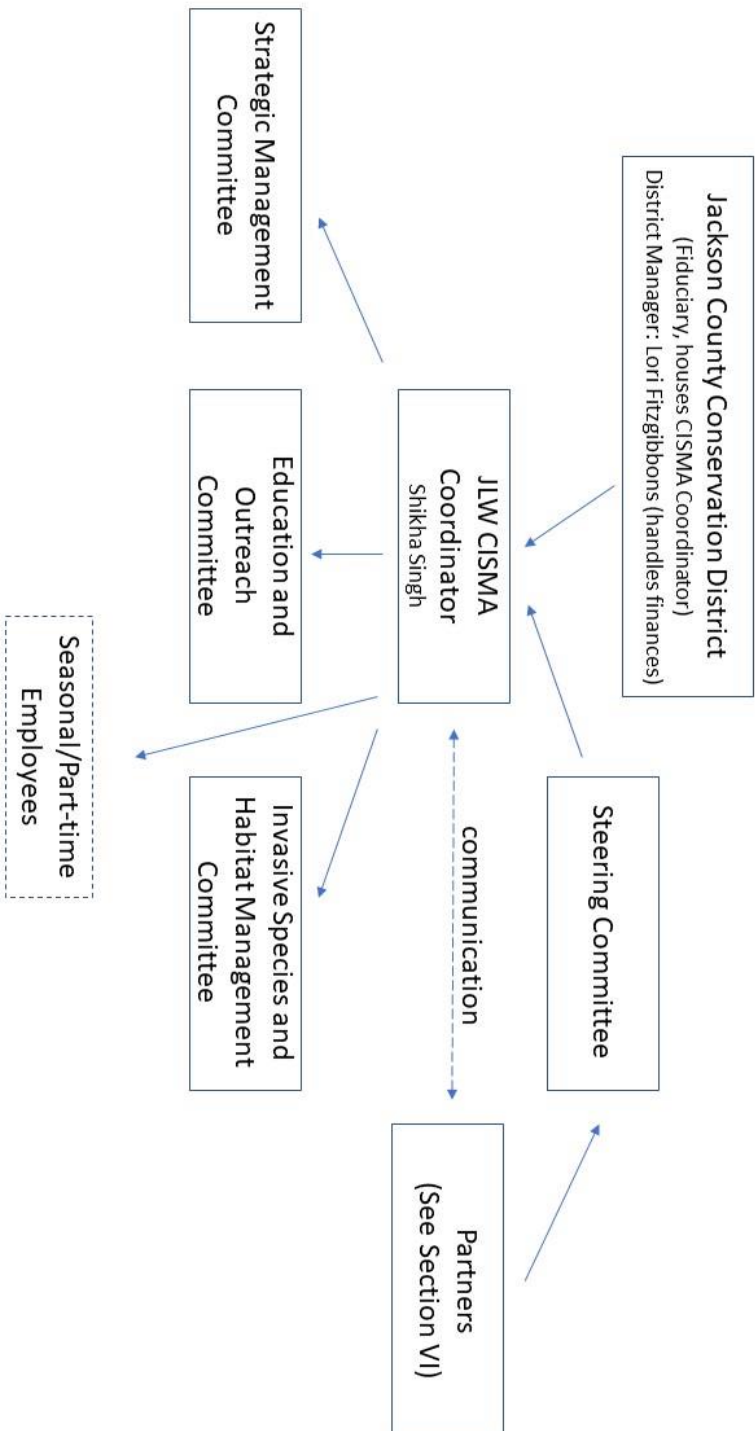 Jackson County Conservation District
(Fiduciary, houses CISMA Coordinator)
District Manager: Lori Fitzgibbons (handles finances)
Steering Committee
JLW CISMA
Coordinator
Shikha Singh
communication
Partners
(See Section VI)
Strategic Management
Committee
Education and
Outreach
Committee
Invasive Species and
Habitat Management
Committee
Seasonal/Part-time
Employees